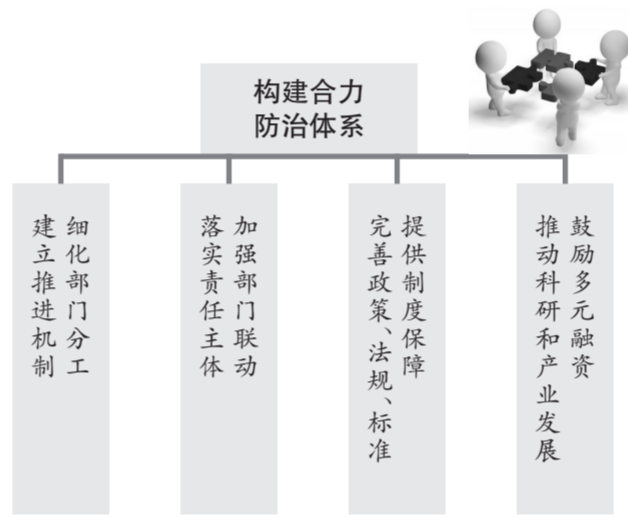 构建合力
防治体系
细化部门分工
建立推进机制
加强部门联动
落实责任主体
提供制度保障
完善政策、法规、标准
鼓励多元融资
推动科研和产业发展